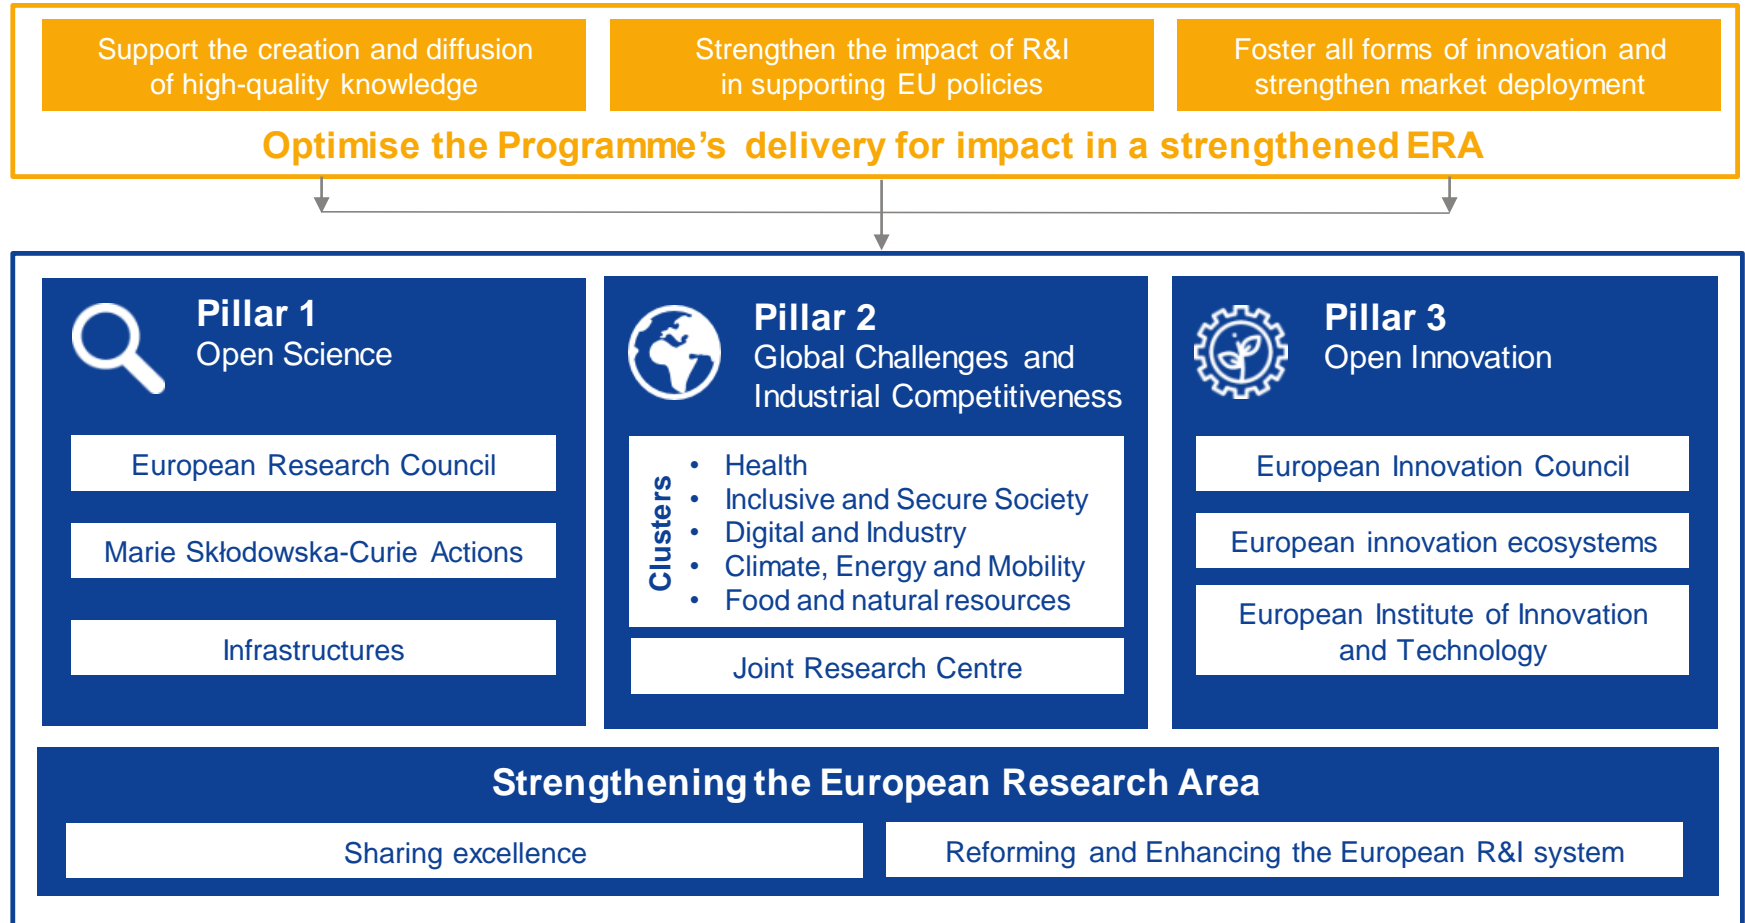 Support the creation and diffusion
of high-quality knowledge
Strengthen the impact of R&I
in supporting EU policies
Foster all forms of innovation and
strengthen market deployment
Optimise the Programme’s delivery for impact in a strengthened ERA
Pillar 1
Open Science
European Research Council
Marie Skłodowska-Curie Actions
Infrastructures
Pillar 2
Global Challenges and
Industrial Competitiveness
Clusters
• Health
• Inclusive and Secure Society
• Digital and Industry
• Climate, Energy and Mobility
• Food and natural resources
Joint Research Centre
Pillar 3
Open Innovation
European Innovation Council
European innovation ecosystems
European Institute of Innovation
and Technology
Strengthening the European Research Area
Sharing excellence
Reforming and Enhancing the European R&I system